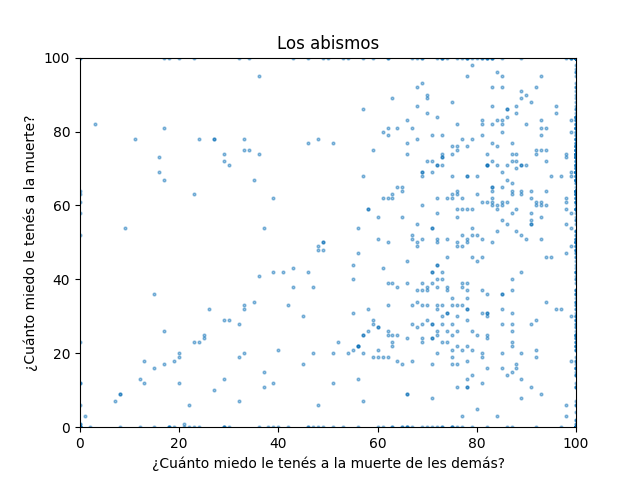 Los abismos
100
80
60
40
20
0
¿Cuánto miedo le tenés a la muerte?
0 20 40 60 80 100
¿Cuánto miedo le tenés a la muerte de les demás?